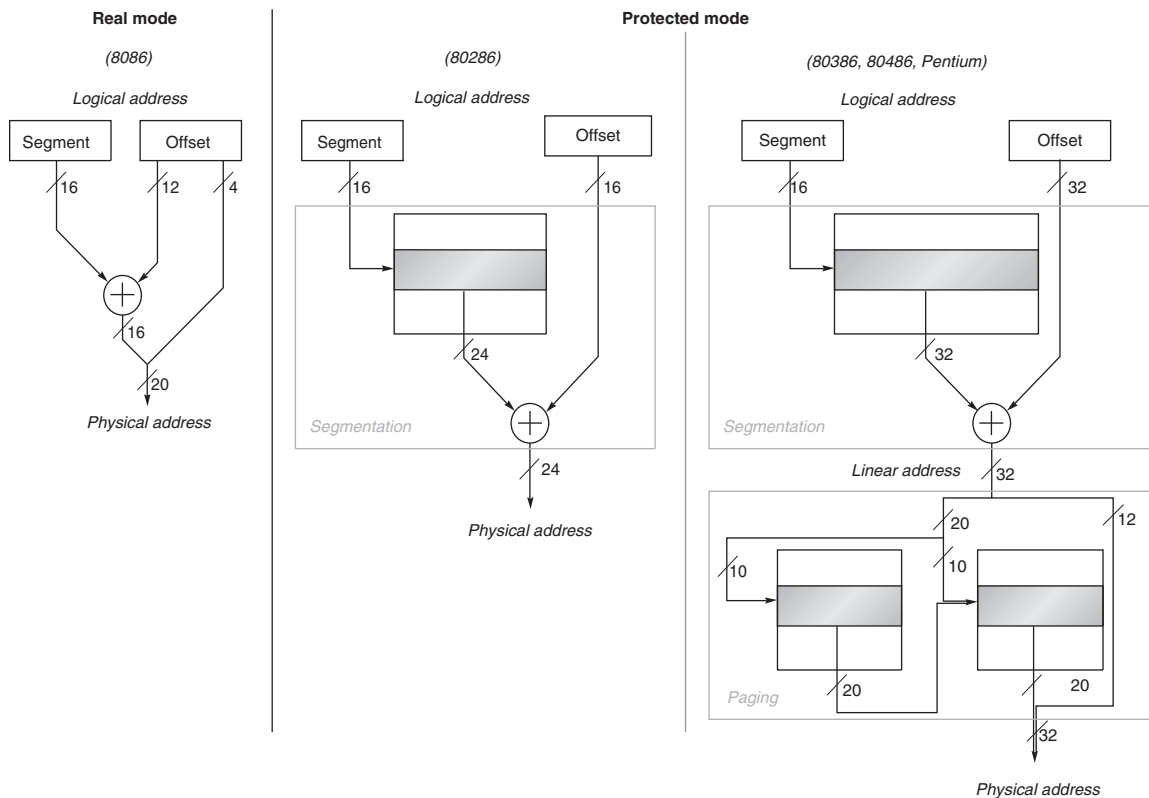 Real mode
Protected mode
(8086)
(80286)
(80386, 80486, Pentium)
Logical address
Logical address
Logical address
Segment
Offset
Segment
Offset
Segment
Offset
16
12
4
16
16
16
32
16
20
Physical address
24
Segmentation
24
Physical address
32
Segmentation
Linear address
32
20
12
10
10
20
20
Paging
32
Physical address